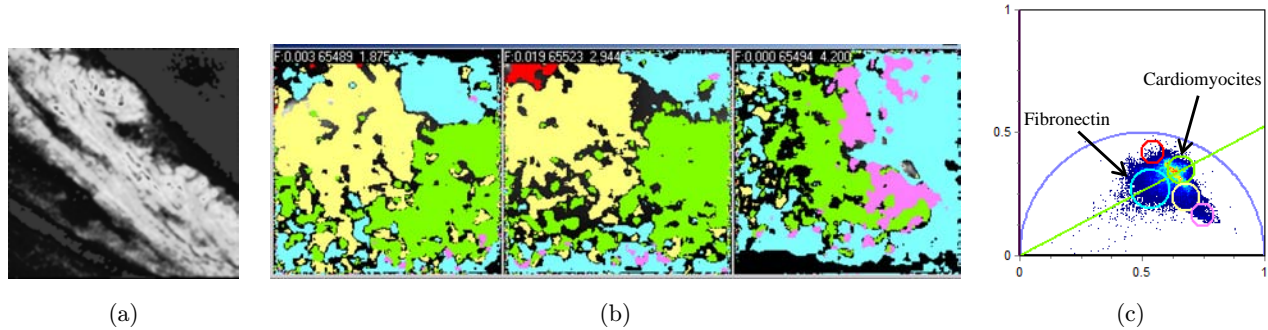 F:0.003 65489 1.875
F:0.019 65523 2.944
F:0.000 65494 4.200
1
Cardiomyocites
Fibronectin
0.5
0
0
0.5
1
(a)
(b)
(c)